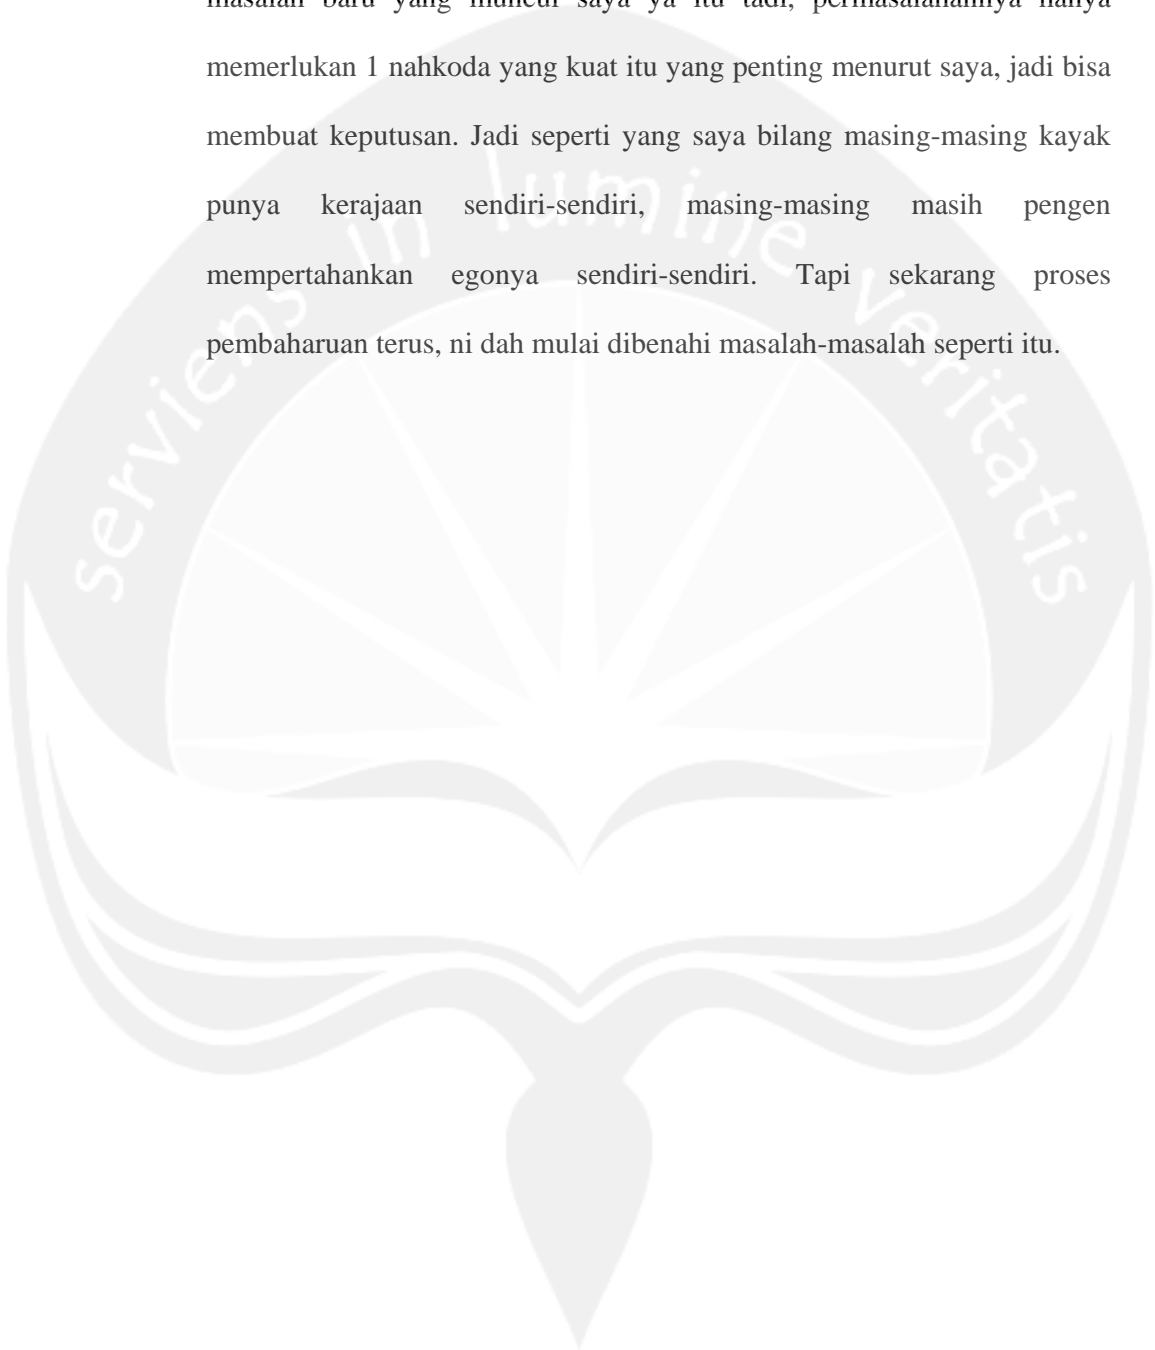 masalah baru yang muncul saya ya itu tadi, permasalahannya hanya
memerlukan 1 nahkoda yang kuat itu yang penting menurut saya, jadi bisa
membuat keputusan. Jadi seperti yang saya bilang masing-masing kayak
punya kerajaan sendiri-sendiri, masing-masing masih pengen
mempertahankan egonya sendiri-sendiri. Tapi sekarang proses
pembaharuan terus, ni dah mulai dibenahi masalah-masalah seperti itu.
serviens in lumine veritatis